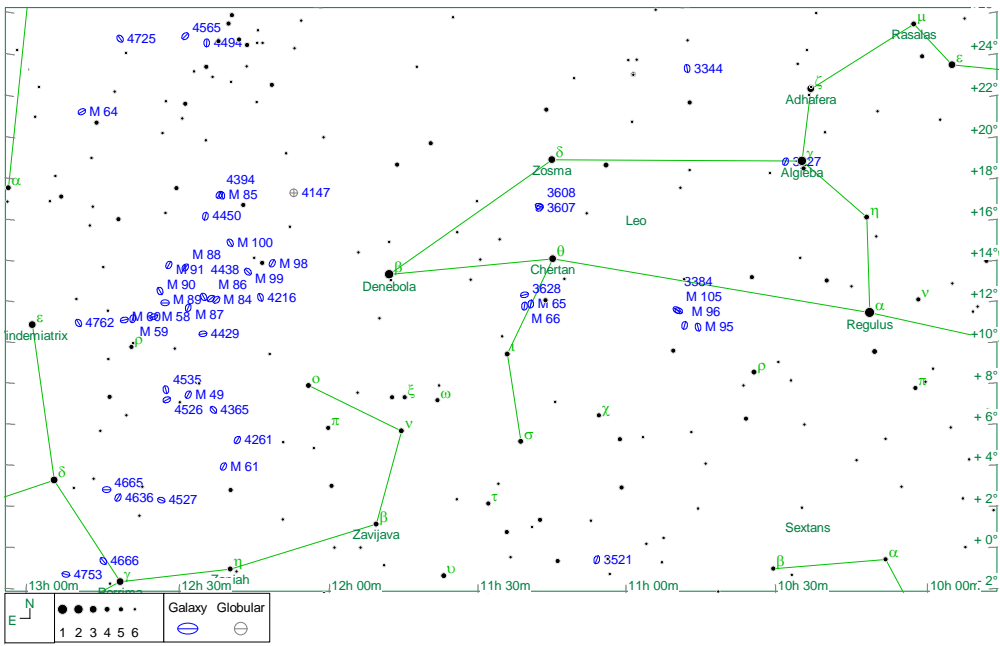 4565
4725
4494
μ
Rasalas
+24°
ε
3344
+22°
ζ
Adhafera
M 64
+20°
δ
Zosma
γ
3227
Algieba
+18°
α
4394
M 85
4147
3608
3607
+16°
4450
Leo
η
M 100
+14°
M 88
M 91
4438
M 98
θ
Chertan
β
Denebola
M 99
M 90
M 86
+12°
3384
M 89
M 84
4216
3628
M 105
ν
M 65
M 96
α
Regulus
M 87
M 66
M 95
ε
indemiatrix
4762
M 60
M 58
M 59
4429
+10°
ρ
ι
ρ
+ 8°
4535
M 49
ο
ξ
ω
π
4526
4365
χ
+ 6°
π
ν
σ
4261
+ 4°
M 61
δ
4665
4636
4527
τ
+ 2°
β
Zavijava
Sextans
+ 0°
4666
3521
α
η
β
4753
γ
υ
13h 00m
12h 30m
12h 00m
11h 30m
11h 00m
10h 30m
10h 00m
- 2°
N
E
Galaxy
Globular
1 2 3 4 5 6